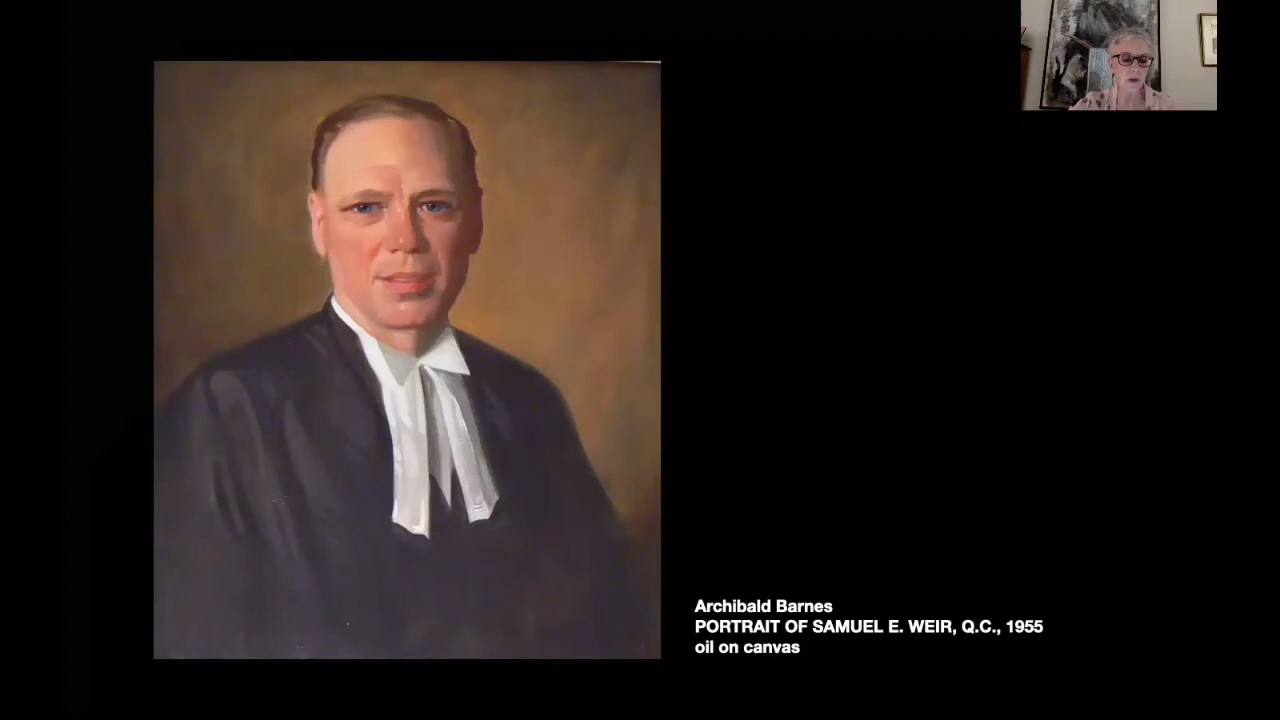 Archibald Barnes
PORTRAIT OF SAMUEL E. WEIR, Q.C., 1955
oil on canvas